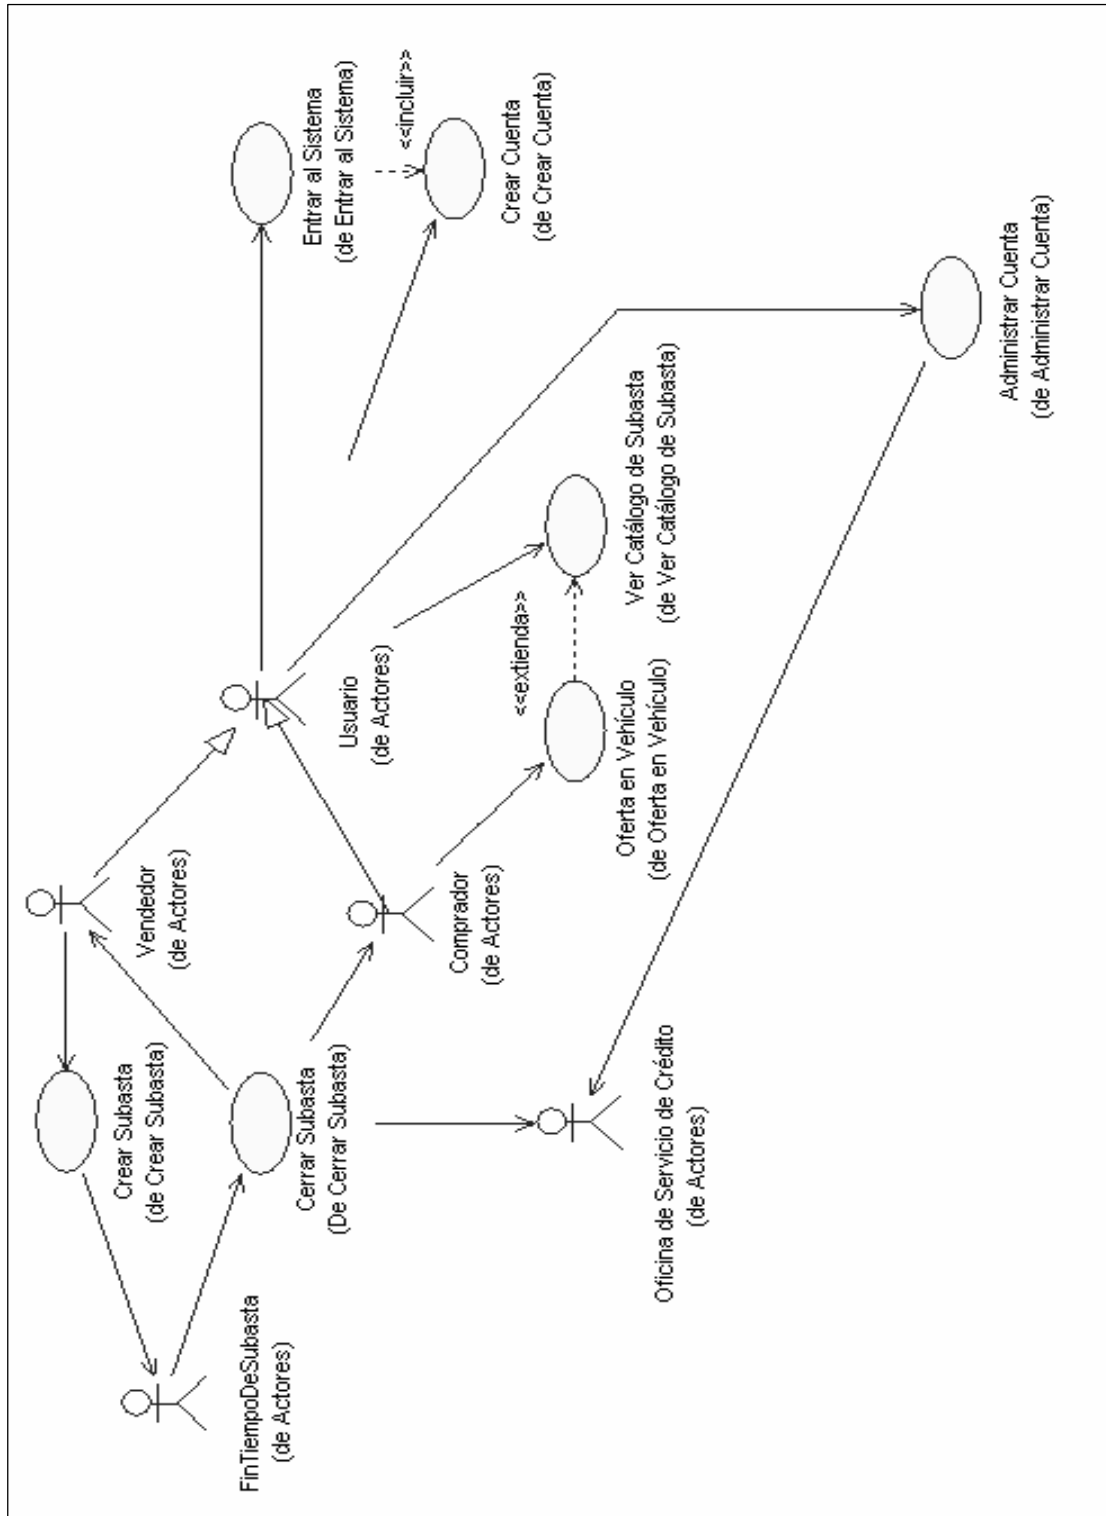 FinTiempoDeSubasta
(de Actores)
Crear Subasta
(de Crear Subasta)
Cerrar Subasta
(De Cerrar Subasta)
Oficina de Servicio de Crédito
(de Actores)
Vendedor
(de Actores)
Comprador
(de Actores)
Usuario
(de Actores)
Oferta en Vehículo
(de Oferta en Vehículo)
<<extienda>>
Ver Catálogo de Subasta
(de Ver Catálogo de Subasta)
Entrar al Sistema
(de Entrar al Sistema)
<<incluir>>
Crear Cuenta
(de Crear Cuenta)
Administrar Cuenta
(de Administrar Cuenta)